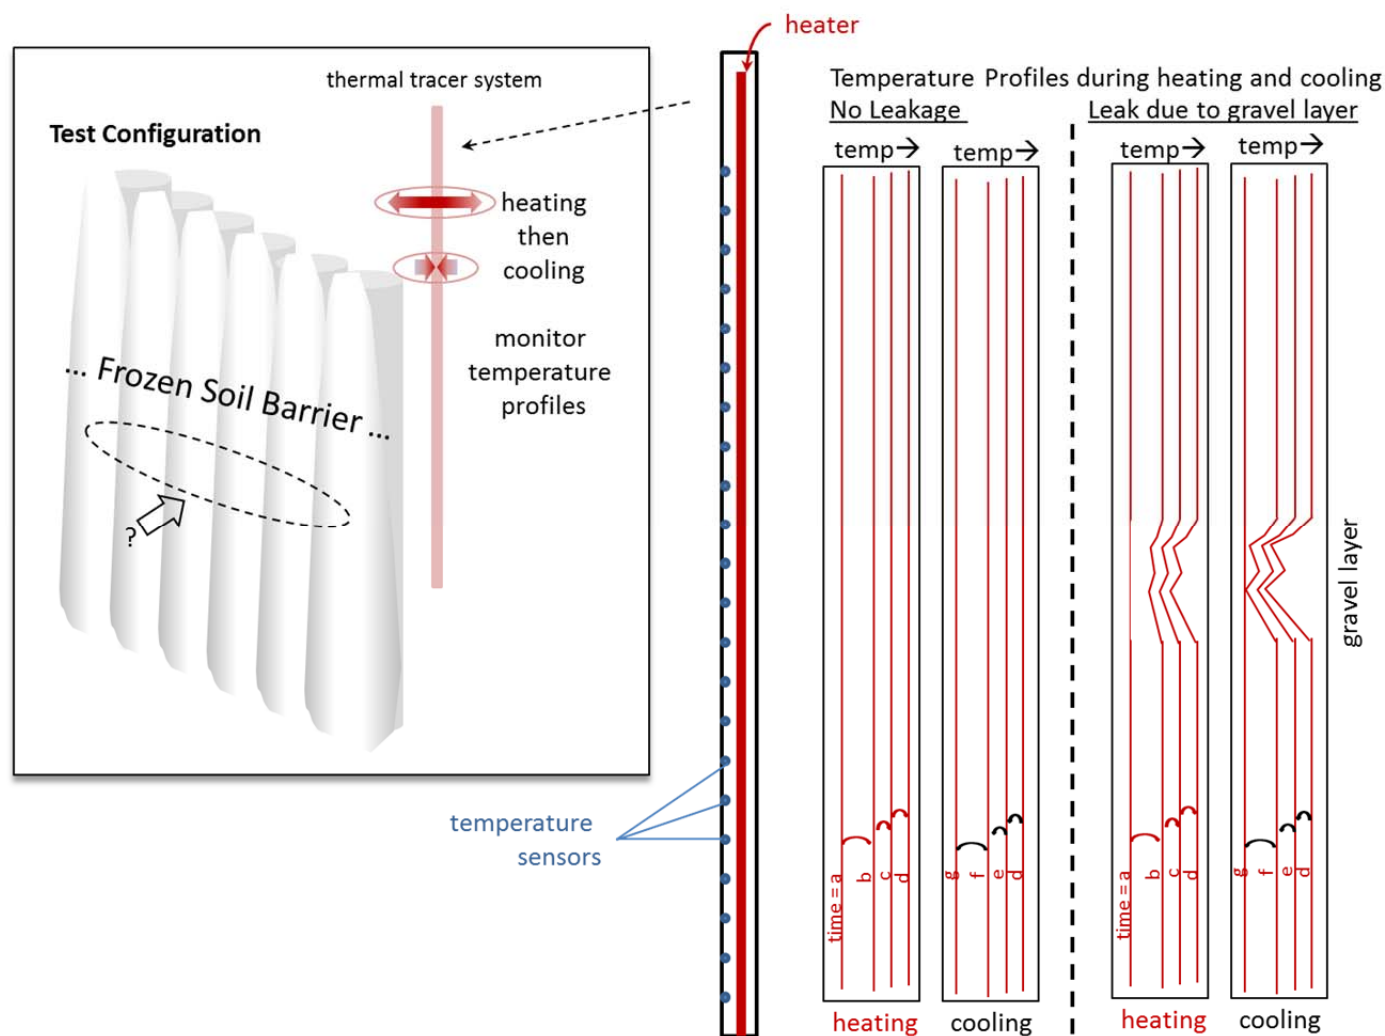 heater
thermal tracer system
Test Configuration
heating
then
cooling
monitor
temperature
profiles
... Frozen Soil Barrier ...
?
temperature
sensors
Temperature Profiles during heating and cooling
No Leakage
Leak due to gravel layer
temp→
temp→
temp→
temp→
gravel layer
time = a
b
c
d
g
f
e
d
time = a
b
c
d
g
f
e
d
heating
cooling
heating
cooling